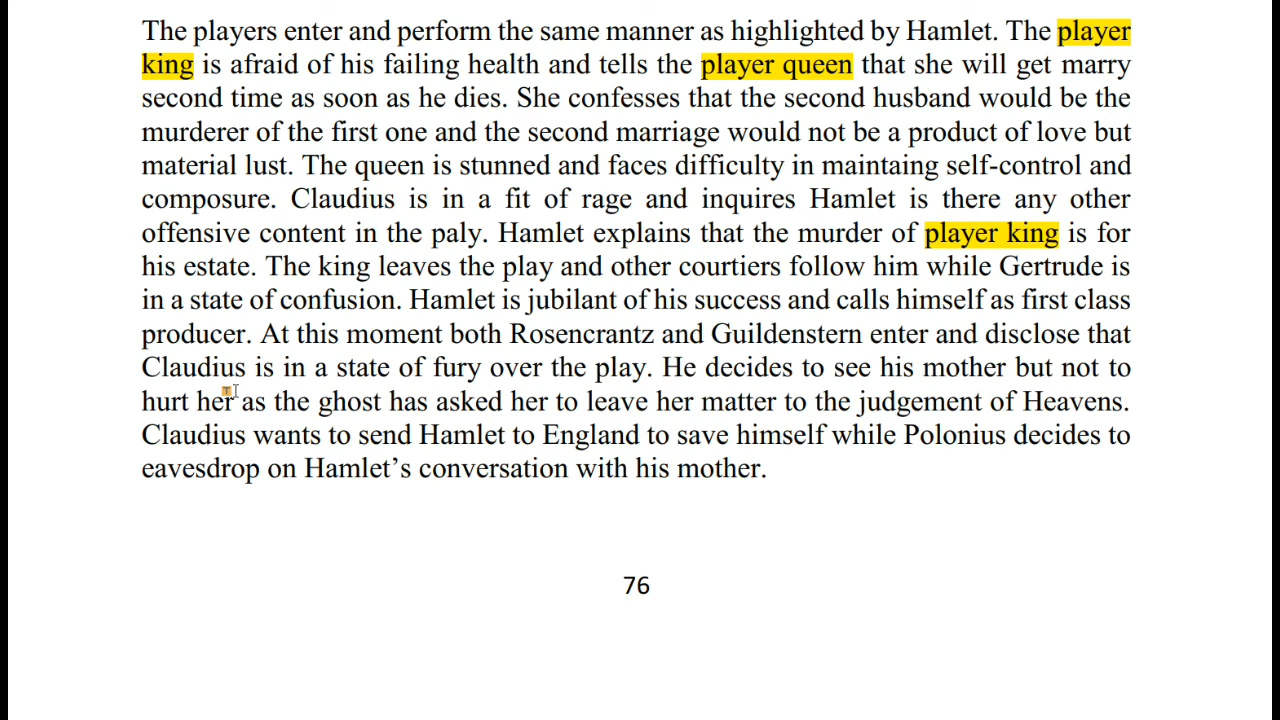 The players enter and perform the same manner as highlighted by Hamlet. The player
king is afraid of his failing health and tells the player queen that she will get marry
second time as soon as he dies. She confesses that the second husband would be the
murderer of the first one and the second marriage would not be a product of love but
material lust. The queen is stunned and faces difficulty in maintaing self-control and
composure. Claudius is in a fit of rage and inquires Hamlet is there any other
offensive content in the paly. Hamlet explains that the murder of player king is for
his estate. The king leaves the play and other courtiers follow him while Gertrude is
in a state of confusion. Hamlet is jubilant of his success and calls himself as first class
producer. At this moment both Rosencrantz and Guildenstern enter and disclose that
Claudius is in a state of fury over the play. He decides to see his mother but not to
hurt her as the ghost has asked her to leave her matter to the judgement of Heavens.
Claudius wants to send Hamlet to England to save himself while Polonius decides to
eavesdrop on Hamlet’s conversation with his mother.
76